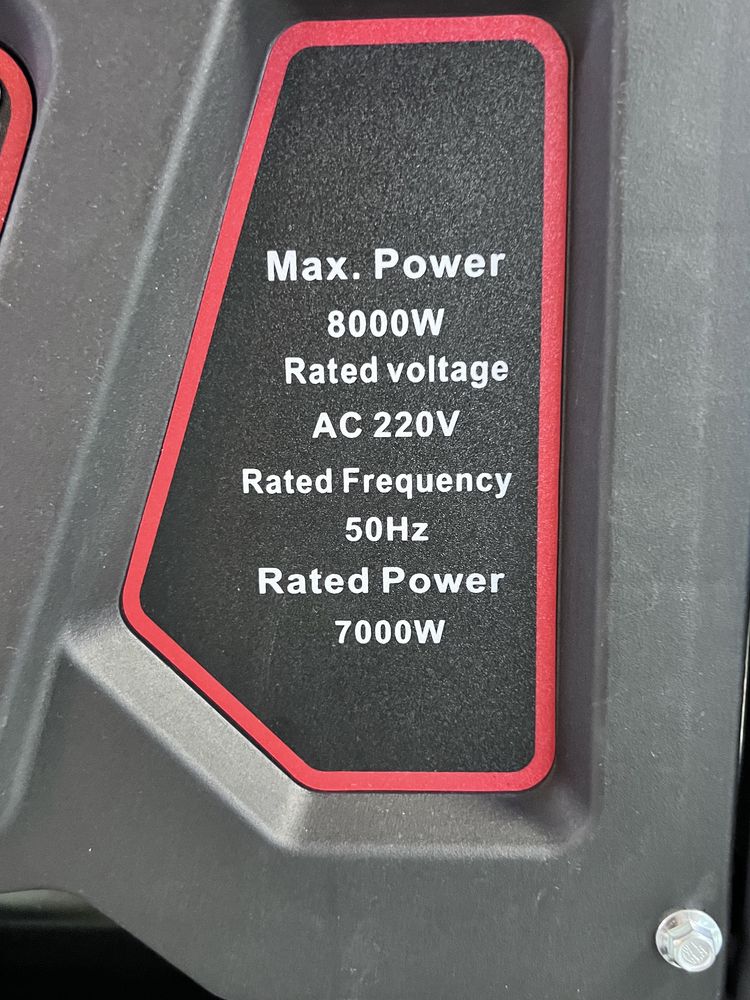 Max. Power
8000W
Rated voltage
AC 220V
Rated Frequency
50Hz
Rated Power
7000W